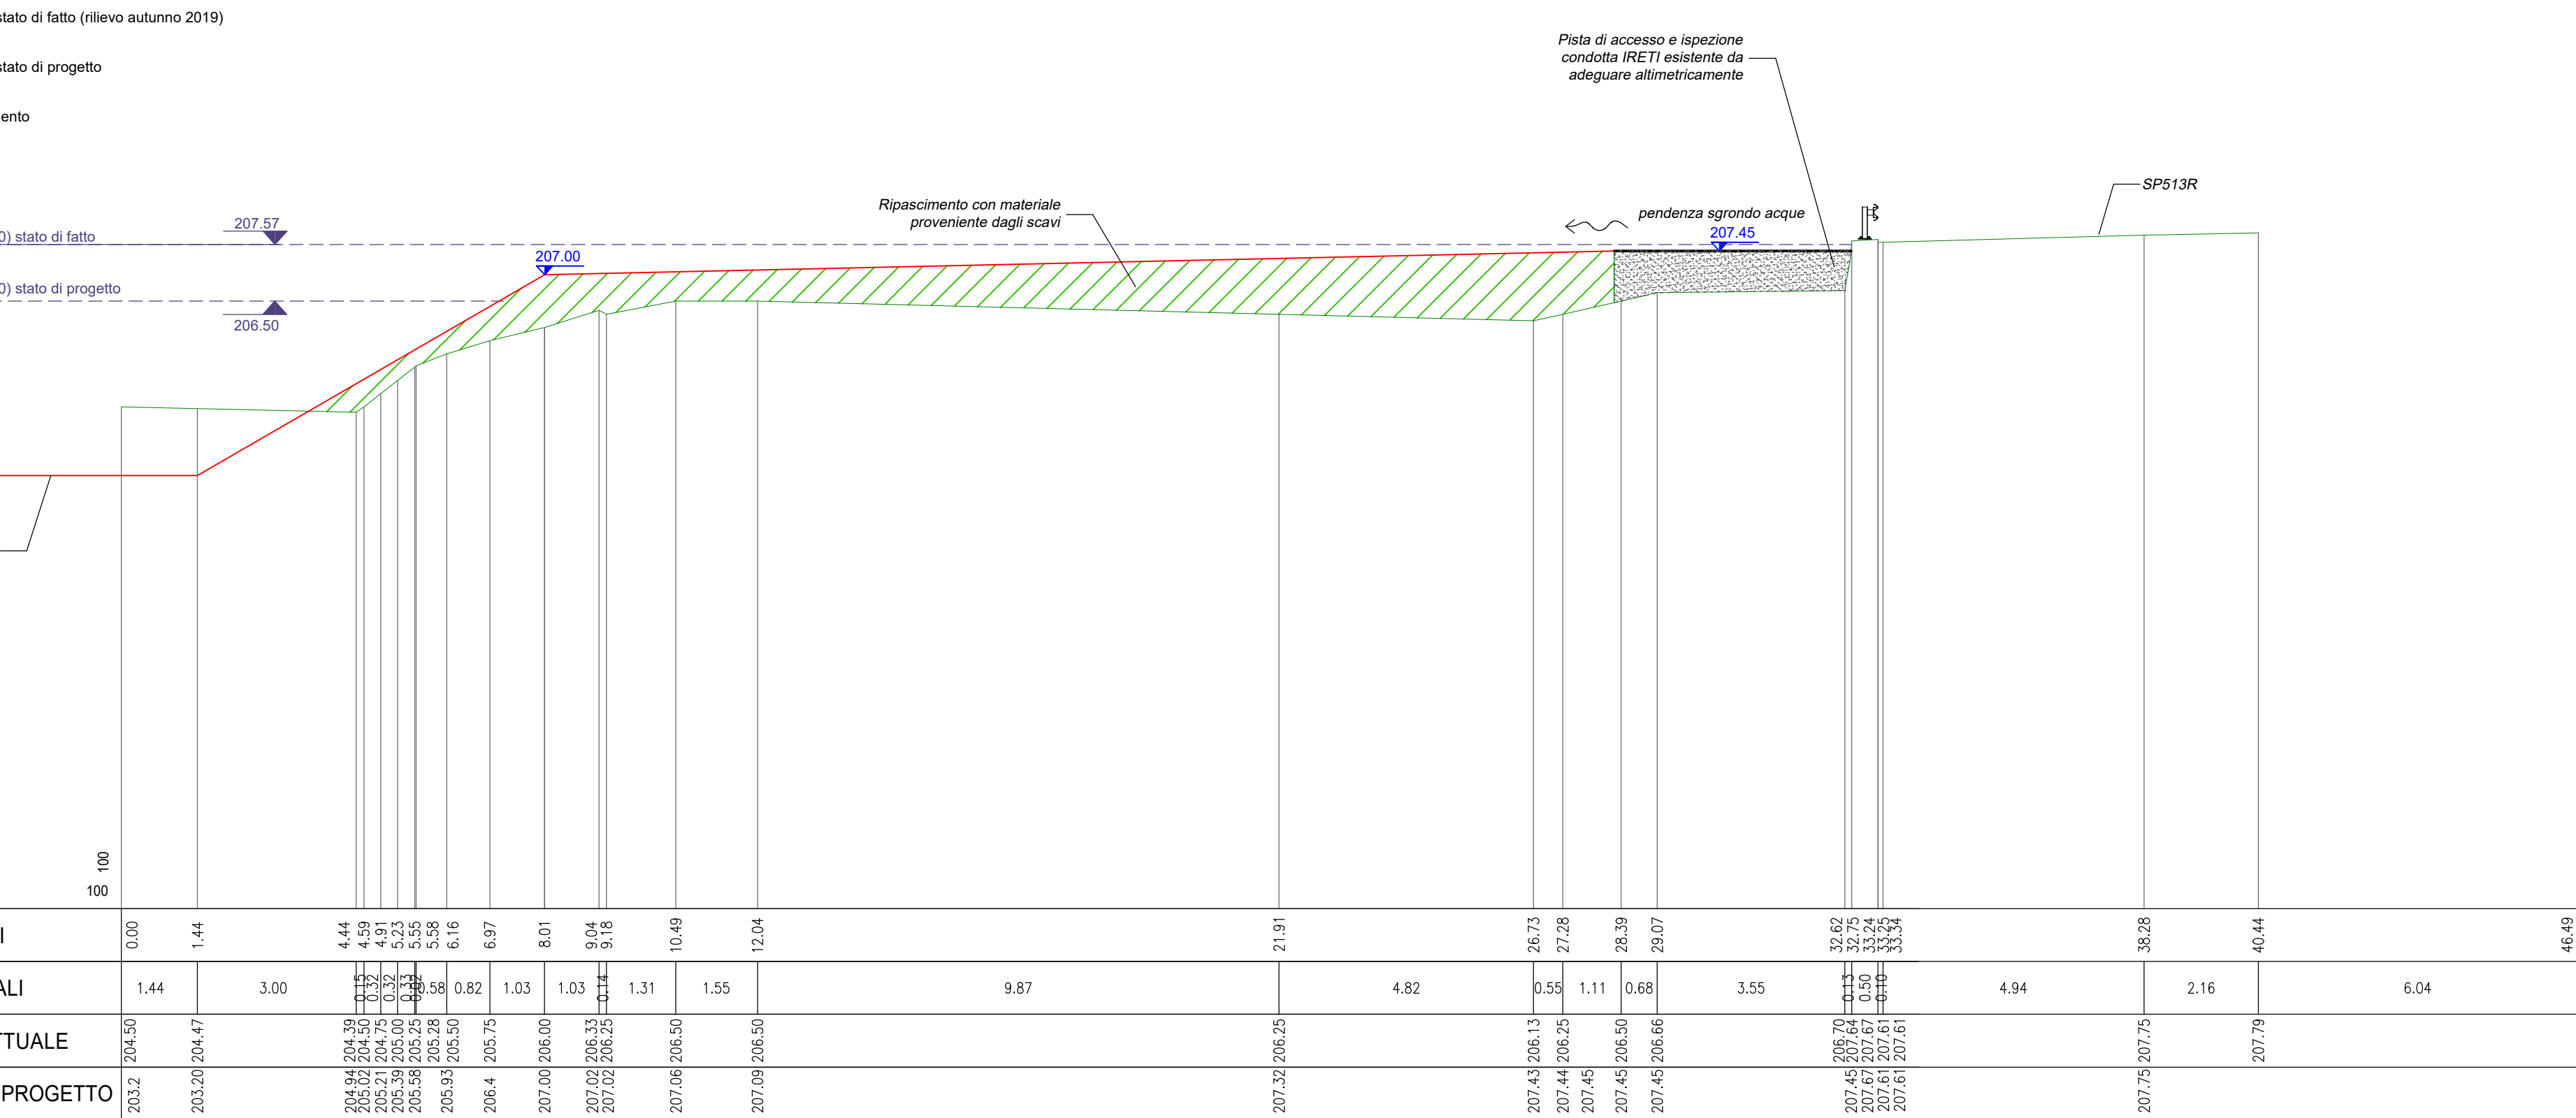 stato di fatto (rilievo autunno 2019)
stato di progetto
ento
Pista di accesso e ispezione
condotta IRETI esistente da
adeguare altimetricamente
SP513R
Ripascimento con materiale
proveniente dagli scavi
pendenza sgrondo acque
207.57
0) stato di fatto
207.45
207.00
0) stato di progetto
206.50
100
100
I 0.00 1.44 4.44 4.59 4.91 5.23 5.55 5.58 6.16 6.97 8.01 9.04 9.18 10.49 12.04 21.91 26.73 27.28 28.39 29.07 32.62 32.75 33.24 33.25 33.34 38.28 40.44 46.49
ALI 1.44 3.00 0.15 0.32 0.32 0.33 0.02 0.58 0.82 1.03 1.03 0.14 1.31 1.55 9.87 4.82 0.55 1.11 0.68 3.55 0.13 0.50 0.10 4.94 2.16 6.04
TTUALE 204.50 204.47 204.39 204.50 204.75 205.00 205.25 205.28 205.50 205.75 206.00 206.33 206.25 206.50 206.50 206.25 206.13 206.25 206.50 206.66 206.70 207.64 207.67 207.61 207.61 207.75 207.79
PROGETTO 203.2 203.20 204.94 205.02 205.21 205.39 205.58 205.93 206.4 207.00 207.02 207.02 207.06 207.09 207.32 207.43 207.44 207.45 207.45 207.45 207.45 207.67 207.61 207.61 207.75